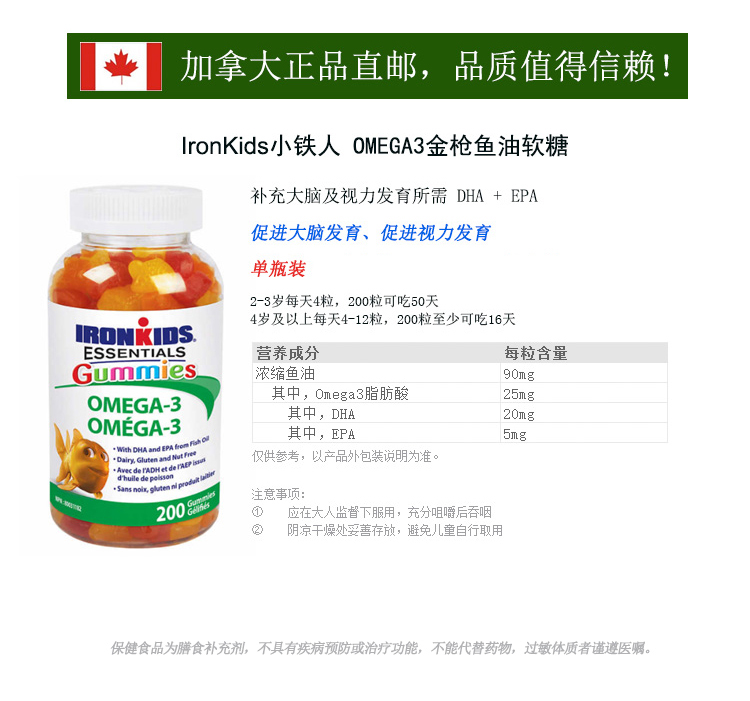 加拿大正品直邮，品质值得信赖！
IronKids小铁人 OMEGA3金枪鱼油软糖
补充大脑及视力发育所需 DHA + EPA
促进大脑发育、促进视力发育
单瓶装
2-3岁每天4粒，200粒可吃50天
4岁及以上每天4-12粒，200粒至少可吃16天
营养成分 每粒含量
浓缩鱼油 90mg
其中，Omega3脂肪酸 25mg
其中，DHA 20mg
其中，EPA 5mg
仅供参考，以产品外包装说明为准。
注意事项：
① 应在大人监督下服用，充分咀嚼后吞咽
② 阴凉干燥处妥善存放，避免儿童自行取用
IRONKIDS
ESSENTIALS
Gummies
OMEGA-3
OMÉGA-3
• With DHA and EPA from Fish Oil
• Dairy, Gluten and Nut Free
• Avec de l'ADH et de l'AEP issus
d'huile de poisson
• Sans noix, gluten ni produit laitier
200 Gummies
Gélifiés
保健食品为膳食补充剂，不具有疾病预防或治疗功能，不能代替药物，过敏体质者谨遵医嘱。